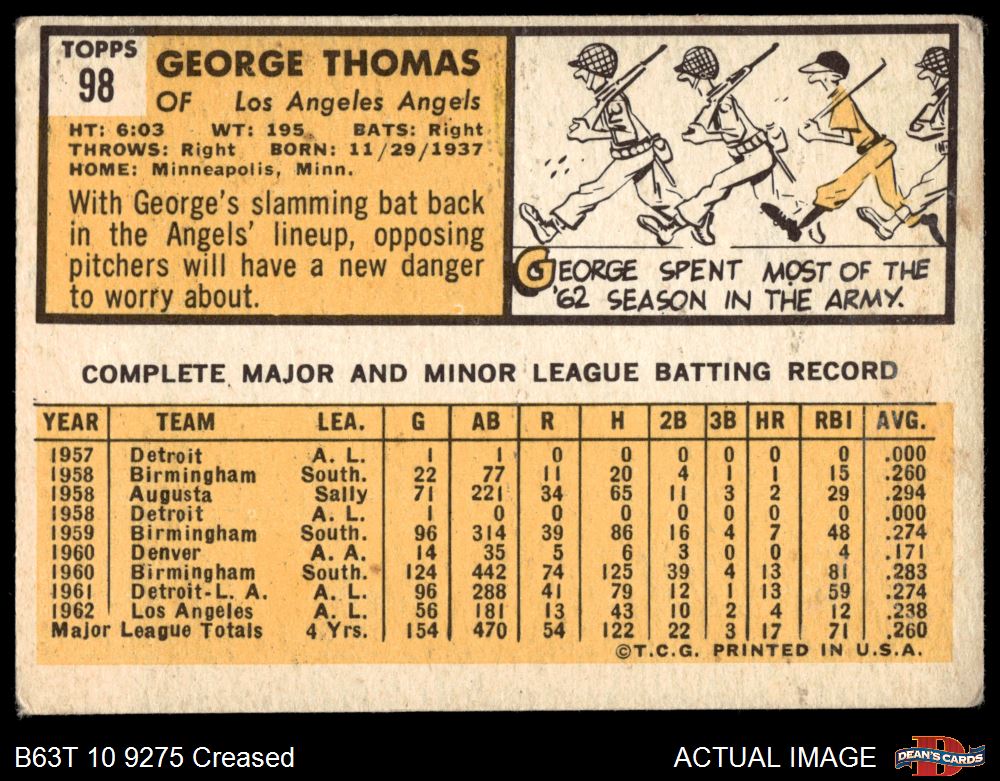 TOPPS
98
GEORGE THOMAS
OF Los Angeles Angels
HT: 6:03 WT: 195 BATS: Right
THROWS: Right BORN: 11/29/1937
HOME: Minneapolis, Minn.
With George's slamming bat back
in the Angels' lineup, opposing
pitchers will have a new danger
to worry about.
GEORGE SPENT MOST OF THE
'62 SEASON IN THE ARMY.
COMPLETE MAJOR AND MINOR LEAGUE BATTING RECORD
YEAR TEAM LEA. G AB R H 2B 3B HR RBI AVG.
1957 Detroit A. L. 1 1 0 0 0 0 0 0 .000
1958 Birmingham South. 22 77 11 20 4 1 1 15 .260
1958 Augusta Sally 71 221 34 65 11 3 2 29 .294
1958 Detroit A. L. 1 0 0 0 0 0 0 0 .000
1959 Birmingham South. 96 314 39 86 16 4 7 48 .274
1960 Denver A. A. 14 35 5 6 3 0 0 4 .171
1960 Birmingham South. 124 442 74 125 39 4 13 81 .283
1961 Detroit-L. A. A. L. 96 288 41 79 12 1 13 59 .274
1962 Los Angeles A. L. 56 181 13 43 10 2 4 12 .238
Major League Totals 4 Yrs. 154 470 54 122 22 3 17 71 .260
©T.C.G. PRINTED IN U.S.A.
B63T 10 9275 Creased
ACTUAL IMAGE
D
DEAN'S CARDS